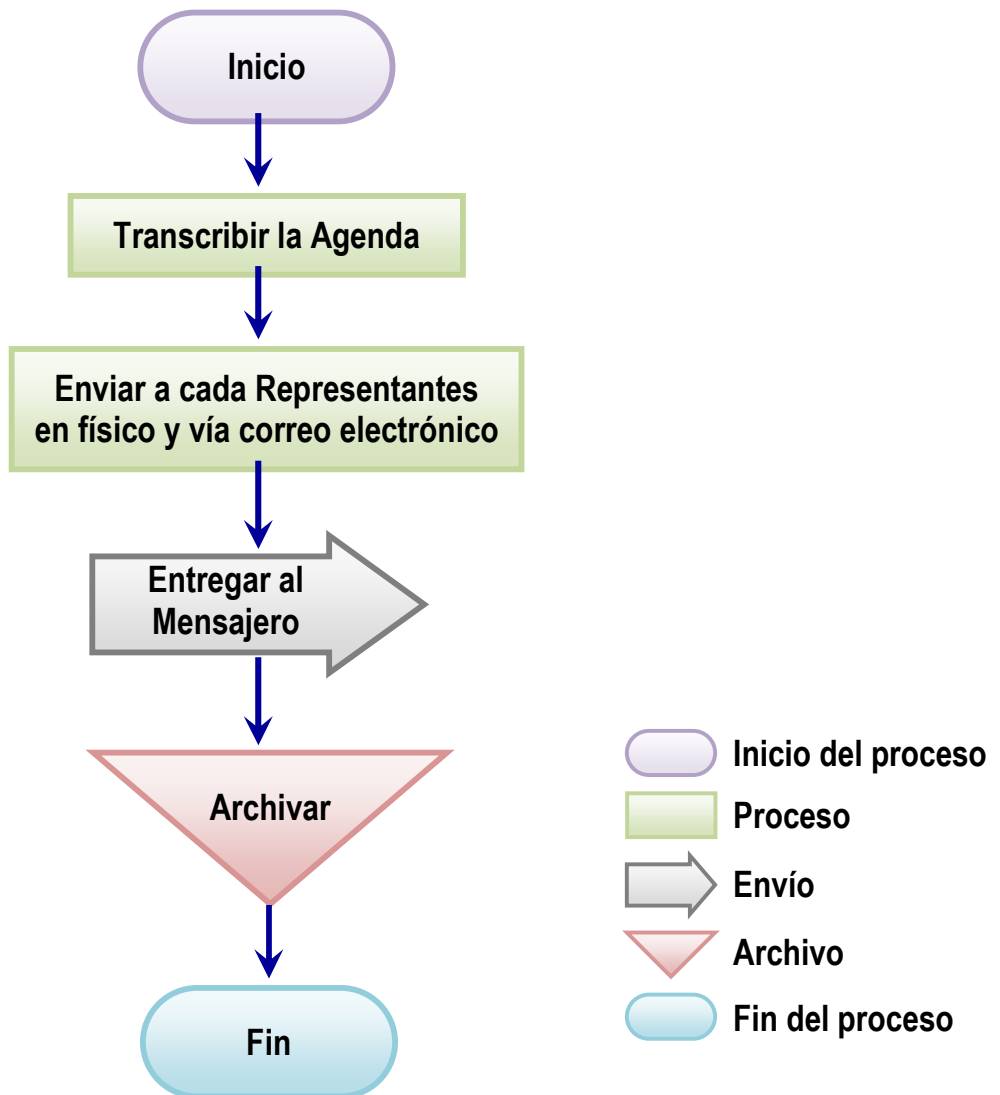 Inicio
Transcribir la Agenda
Enviar a cada Representantes
en físico y vía correo electrónico
Entregar al
Mensajero
Archivar
Fin
Inicio del proceso
Proceso
Envío
Archivo
Fin del proceso